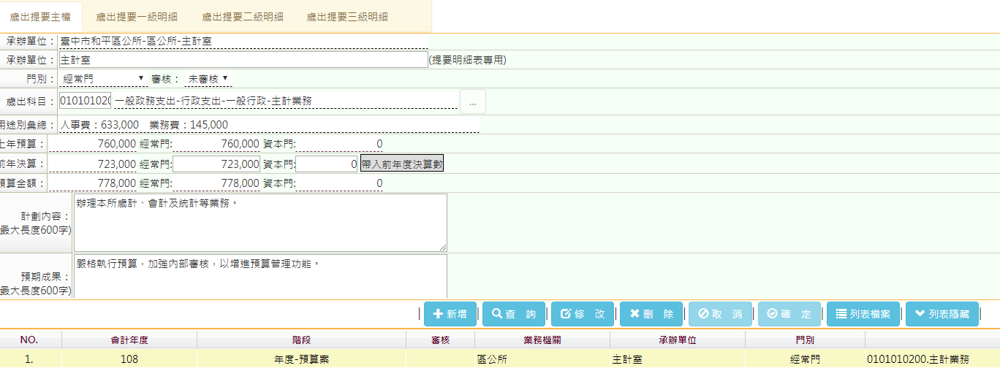 歲出提要主檔 歲出提要一級明細 歲出提要二級明細 歲出提要三級明細
承辦單位： 臺中市和平區公所-區公所-主計室
承辦單位： 主計室 (提要明細表專用)
門別： 經常門 審核： 未審核
歲出科目： 010101020 一般政務支出-行政支出-一般行政-主計業務 ...
用途別彙總： 人事費：633,000 業務費：145,000
上年預算： 760,000 經常門: 760,000 資本門: 0
前年決算： 723,000 經常門: 723,000 資本門: 0 帶入前年度決算數
預算金額： 778,000 經常門: 778,000 資本門: 0
計劃內容：
最大長度600字)
辦理本所歲計、會計及統計等業務。
預期成果：
最大長度600字)
嚴格執行預算，加強內部審核，以增進預算管理功能。
新增 查 詢 修 改 刪 除 取 消 確 定 列表檔案 列表隱藏
NO. 會計年度 階段 審核 業務機關 承辦單位 門別
1. 108 年度-預算案 區公所 主計室 經常門 0101010200.主計業務